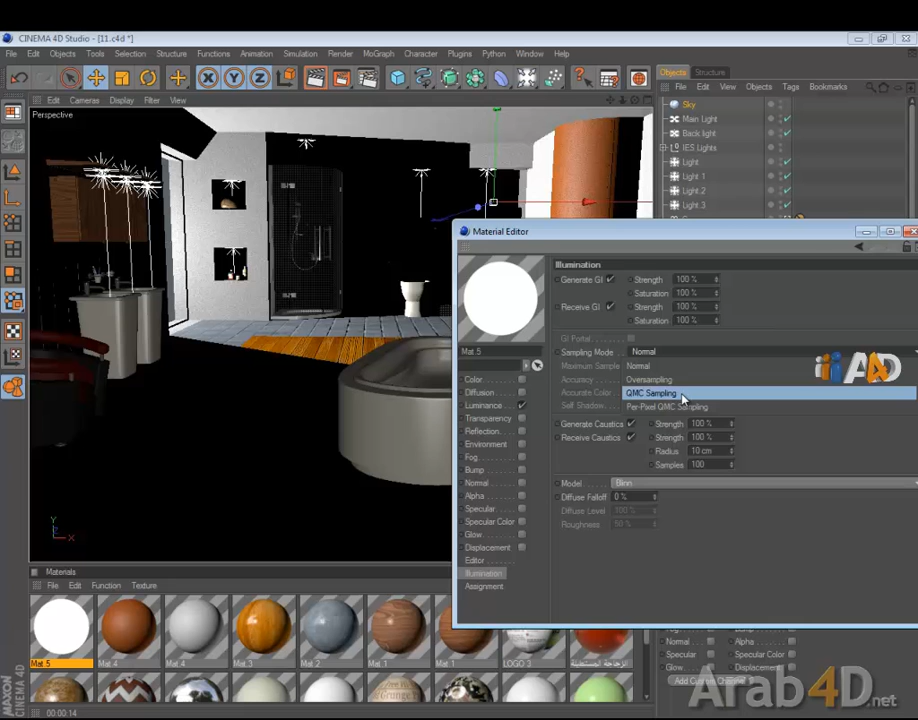 CINEMA 4D Studio - [11.c4d *]
File Edit Objects Tools Selection Structure Functions Animation Simulation Render MoGraph Character Plugins Python Window Help
Objects Structure
Edit Cameras Display Filter View
File Edit View Objects Tags Bookmarks
Perspective
Sky
Main Light
Back light
IES Lights
Light
Light 1
Light 2
Light 3
Material Editor
Illumination
Generate GI Strength 100 %
Saturation 100 %
Receive GI Strength 100 %
Saturation 100 %
GI Portal
Mat.5
Sampling Mode Normal
Maximum Sample Normal
Accuracy Oversampling
Accurate Color QMC Sampling
Self Shadow Per-Pixel QMC Sampling
Color
Diffusion
Luminance
Transparency
Reflection
Environment
Fog
Bump
Normal
Alpha
Specular
Specular Color
Glow
Displacement
Editor
Illumination
Assignment
Generate Caustics Strength 100 %
Receive Caustics Strength 100 %
Radius 10 cm
Samples 100
Model Blinn
Diffuse Falloff 0 %
Diffuse Level 100 %
Roughness 50 %
A4D
Y
X
Materials
File Edit Function Texture
Mat.5 Mat.4 Mat.4 Mat.3 Mat.2 Mat.1 Mat.1 LOGO 3
Normal Alpha
Specular Specular Color
Glow Displacement
Add Custom Channel
Arab4D.net
MAXON CINEMA 4D
00:00:14